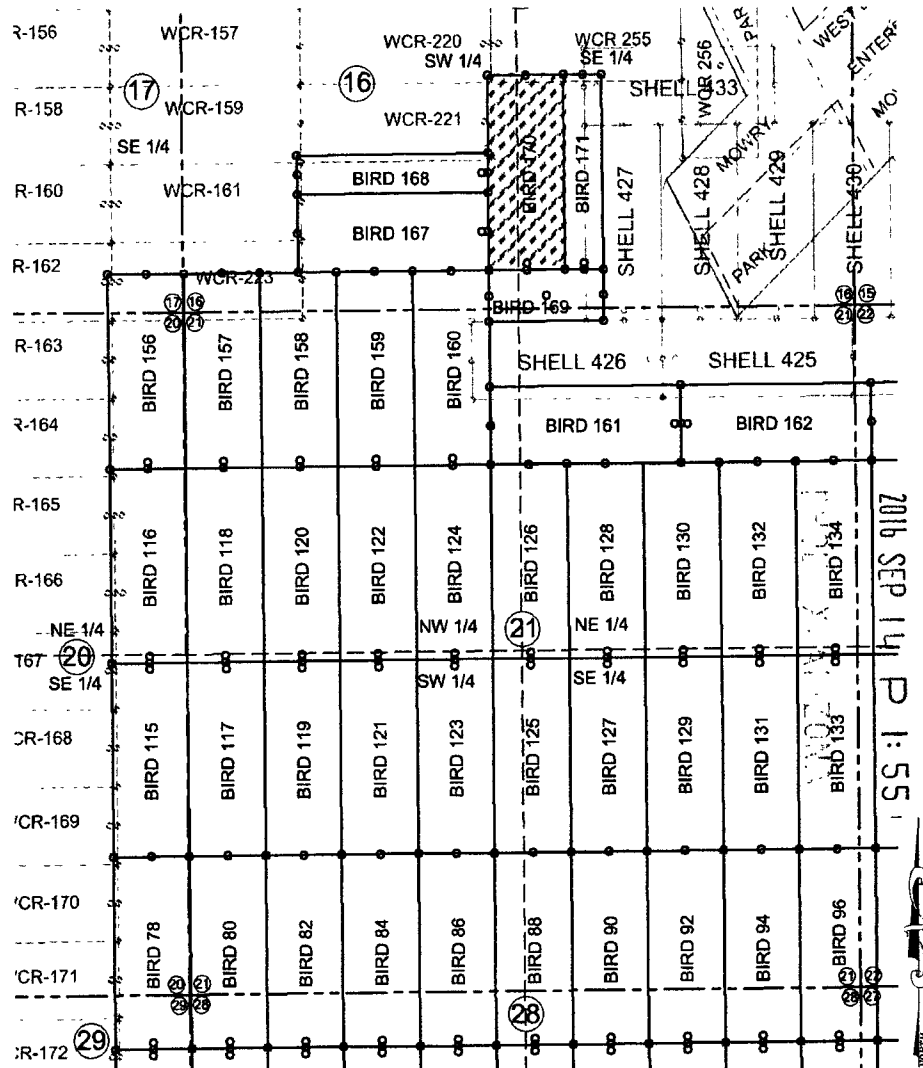 R-156
WCR-157
WCR-220
SW 1/4
WCR 255
SE 1/4
WCR 256
PAR
WEST
ENTER
17
16
SHELL 433
R-158
WCR-159
WCR-221
MOWRY
MO
SE 1/4
R-160
WCR-161
BIRD 168
BIRD 170
BIRD 171
SHELL 427
SHELL 428
SHELL 429
SHELL 430
BIRD 167
PARK
R-162
WCR-223
17 16
20 21
BIRD 169
16 15
21 22
R-163
BIRD 156
BIRD 157
BIRD 158
BIRD 159
BIRD 160
SHELL 426
SHELL 425
R-164
BIRD 161
BIRD 162
R-165
BIRD 116
BIRD 118
BIRD 120
BIRD 122
BIRD 124
BIRD 126
BIRD 128
BIRD 130
BIRD 132
BIRD 134
2016 SEP 14 P 1:55
R-166
NE 1/4
NW 1/4
21
NE 1/4
167
20
SE 1/4
SW 1/4
SE 1/4
CR-168
BIRD 115
BIRD 117
BIRD 119
BIRD 121
BIRD 123
BIRD 125
BIRD 127
BIRD 129
BIRD 131
BIRD 133
CR-169
CR-170
BIRD 78
BIRD 80
BIRD 82
BIRD 84
BIRD 86
BIRD 88
BIRD 90
BIRD 92
BIRD 94
BIRD 96
CR-171
20 21
29 28
21 22
28 27
28
29
CR-172